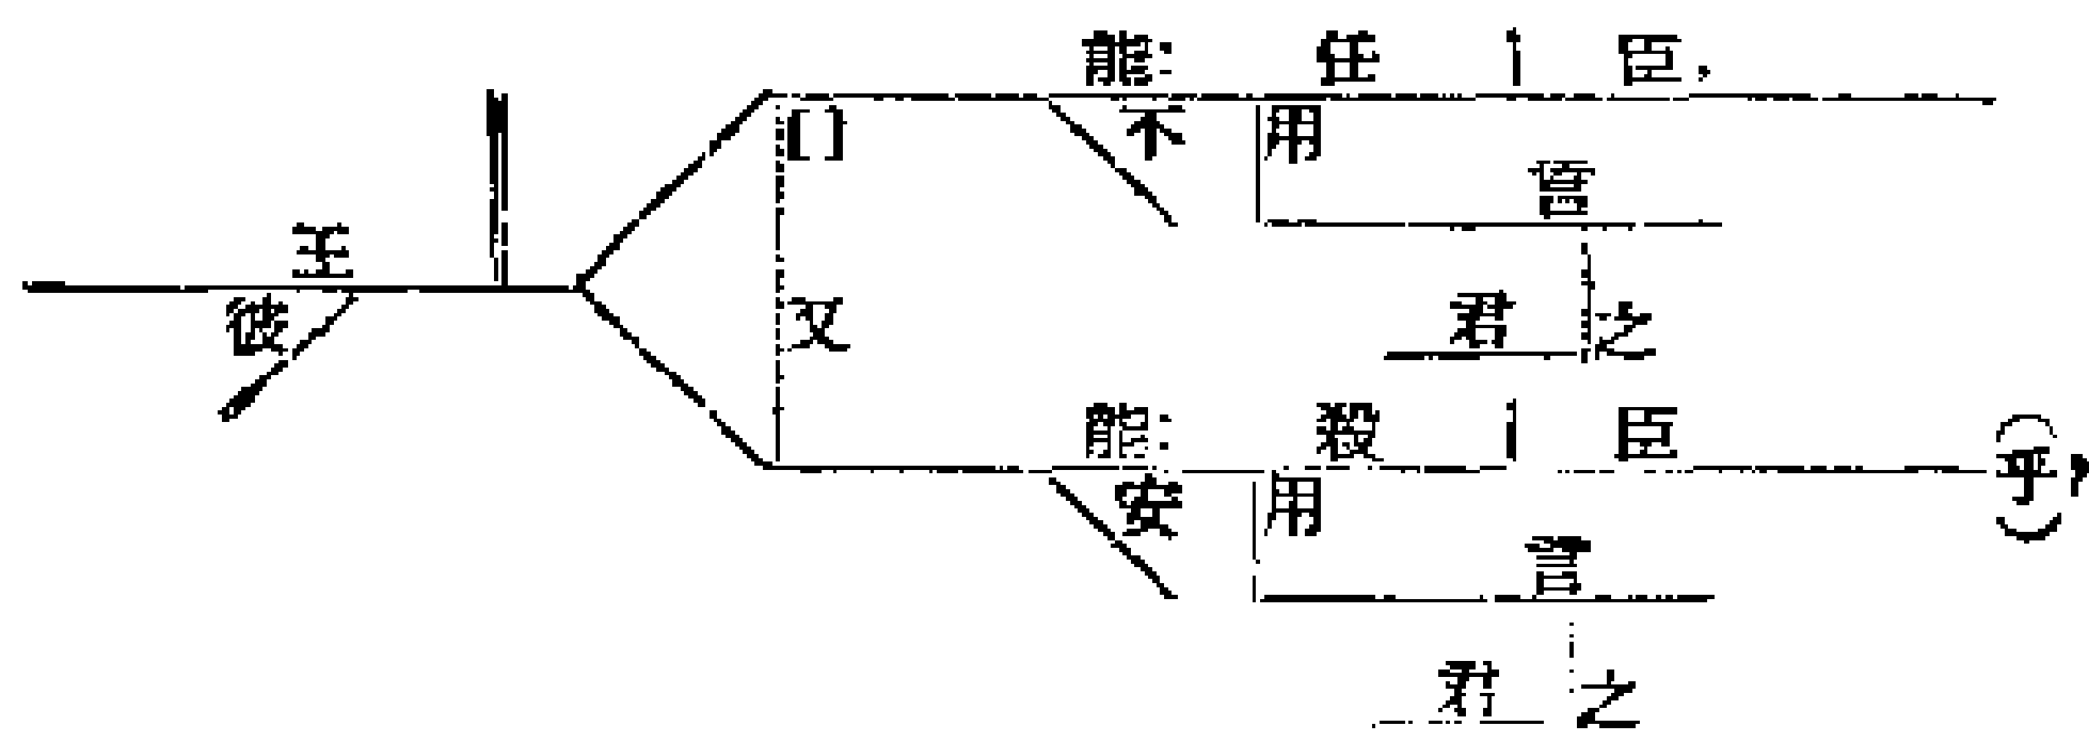 能: 任 | 臣,
[ ] 不 用
言
王
彼 又 君 之
能: 殺 | 臣
安 用 (乎),
言
君 之